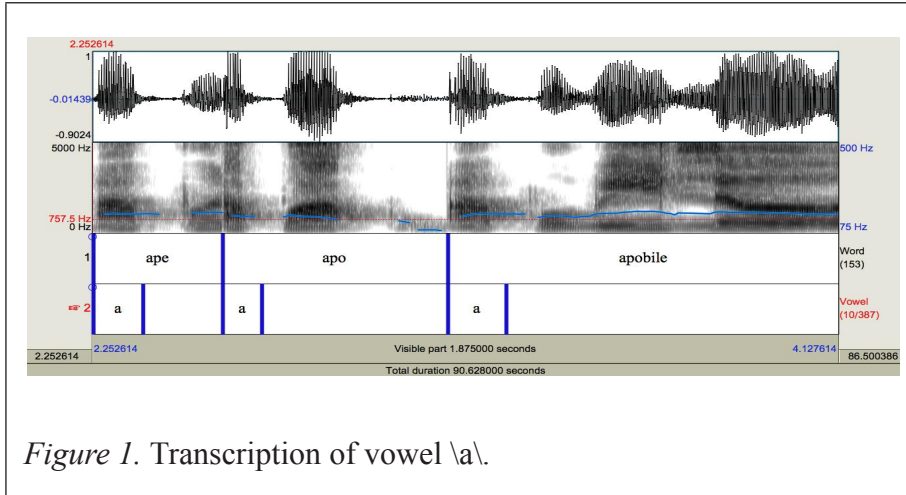 2.252614
1
-0.01439
-0.9024
5000 Hz 500 Hz
757.5 Hz
0 Hz 75 Hz
1 ape apo apobile Word
(153)
☞ 2 a a a Vowel
(10/387)
2.252614 Visible part 1.875000 seconds 4.127614
2.252614 86.500386
Total duration 90.628000 seconds
Figure 1. Transcription of vowel \a\.